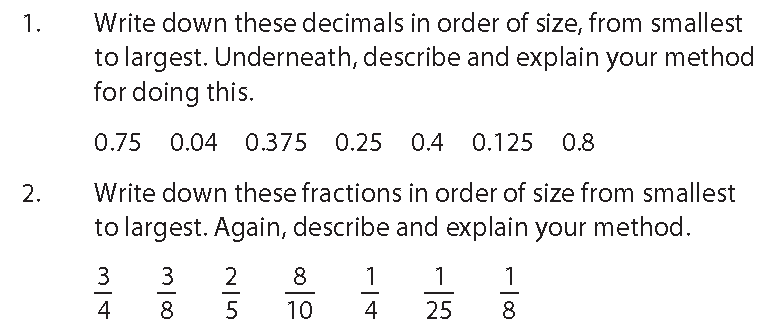 1. Write down these decimals in order of size, from smallest
to largest. Underneath, describe and explain your method
for doing this.
0.75 0.04 0.375 0.25 0.4 0.125 0.8
2. Write down these fractions in order of size from smallest
to largest. Again, describe and explain your method.
3/4 3/8 2/5 8/10 1/4 1/25 1/8